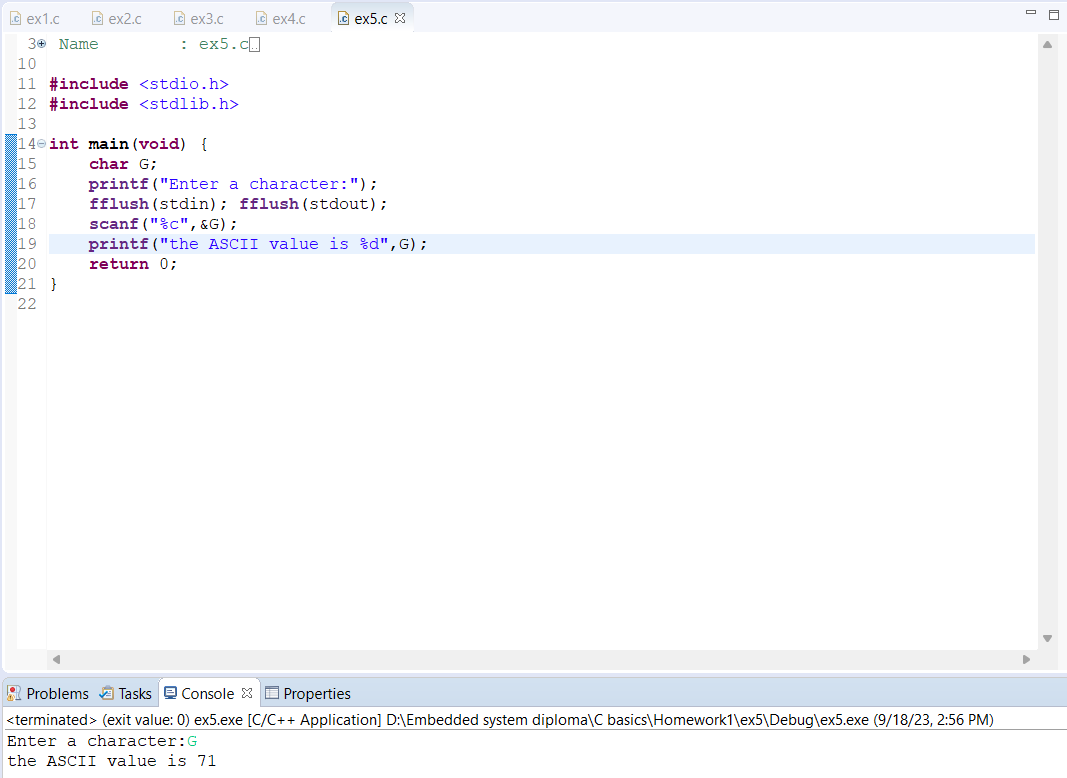 ex1.c ex2.c ex3.c ex4.c ex5.c
3 Name : ex5.c
10
11 #include <stdio.h>
12 #include <stdlib.h>
13
14 int main(void) {
15 char G;
16 printf("Enter a character:");
17 fflush(stdin); fflush(stdout);
18 scanf("%c",&G);
19 printf("the ASCII value is %d",G);
20 return 0;
21 }
22
Problems Tasks Console Properties
<terminated> (exit value: 0) ex5.exe [C/C++ Application] D:\Embedded system diploma\C basics\Homework1\ex5\Debug\ex5.exe (9/18/23, 2:56 PM)
Enter a character:G
the ASCII value is 71